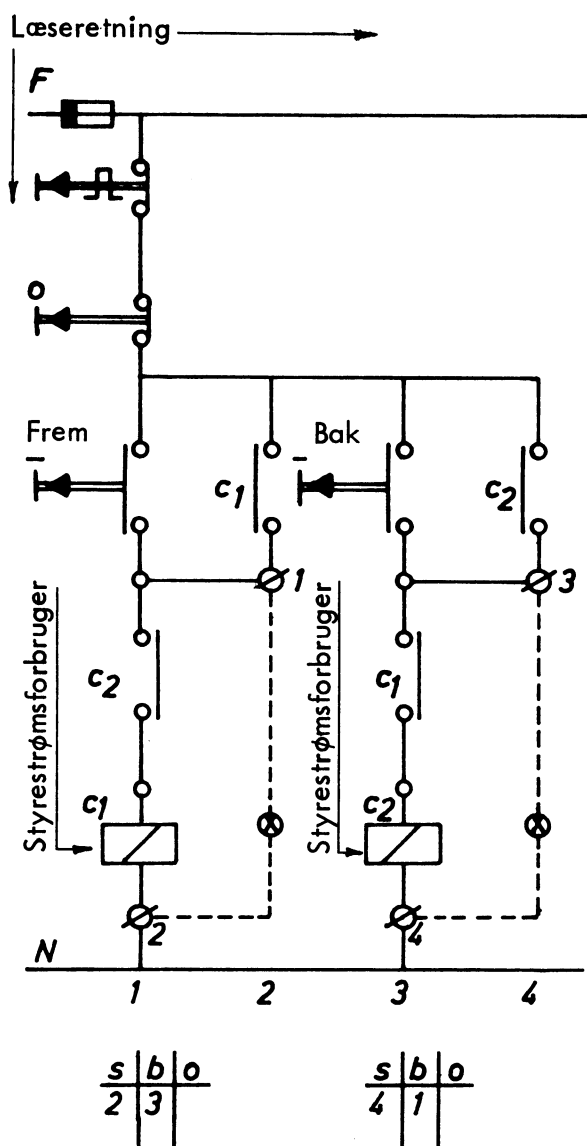 Læseretning
F
O
Frem
I
c1
Bak
I
c2
1
3
Styrestrømsforbruger
c2
Styrestrømsforbruger
c1
c1
c2
2
4
N
1 2 3 4
s b o
2 3
s b o
4 1